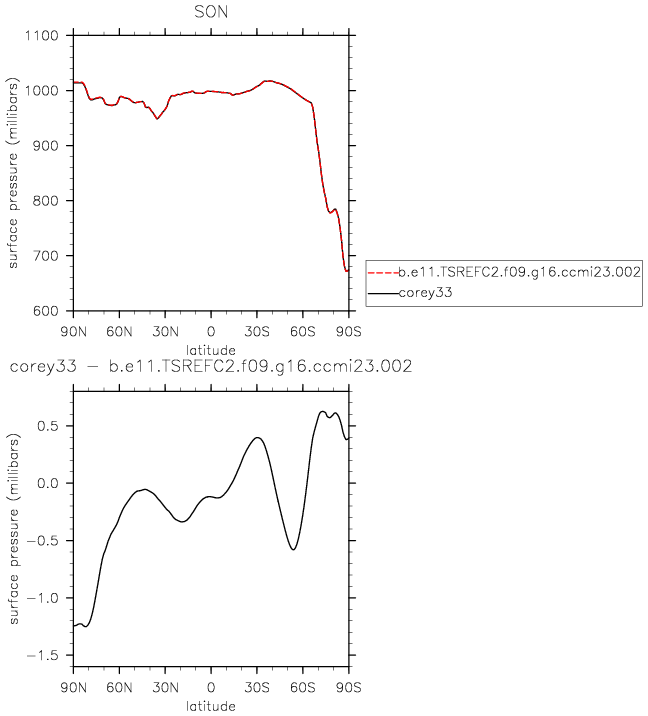 SON
1100
1000
900
800
700
600
surface pressure (millibars)
90N 60N 30N 0 30S 60S 90S
latitude
b.e11.TSREFC2.f09.g16.ccmi23.002
corey33
corey33 − b.e11.TSREFC2.f09.g16.ccmi23.002
0.5
0.0
−0.5
−1.0
−1.5
surface pressure (millibars)
90N 60N 30N 0 30S 60S 90S
latitude